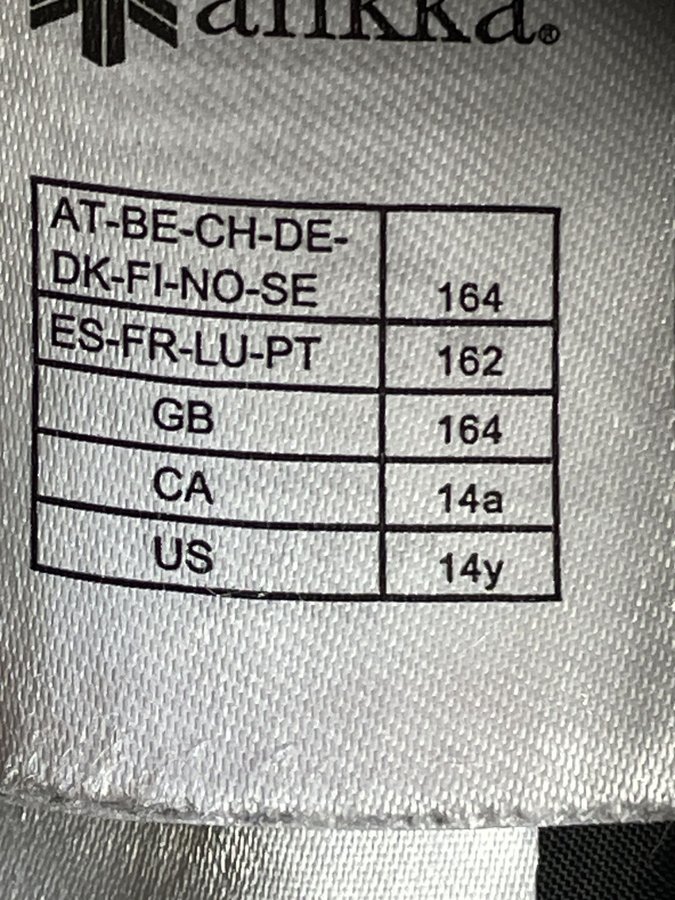 AT-BE-CH-DE-
DK-FI-NO-SE 164
ES-FR-LU-PT 162
GB 164
CA 14a
US 14y